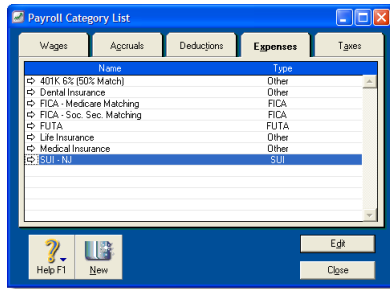 Payroll Category List
Wages Accruals Deductions Expenses Taxes
Name Type
401K 6% (50% Match) Other
Dental Insurance Other
FICA - Medicare Matching FICA
FICA - Soc. Sec. Matching FICA
FUTA FUTA
Life Insurance Other
Medical Insurance Other
SUI - NJ SUI
Help F1 New Edit
Close